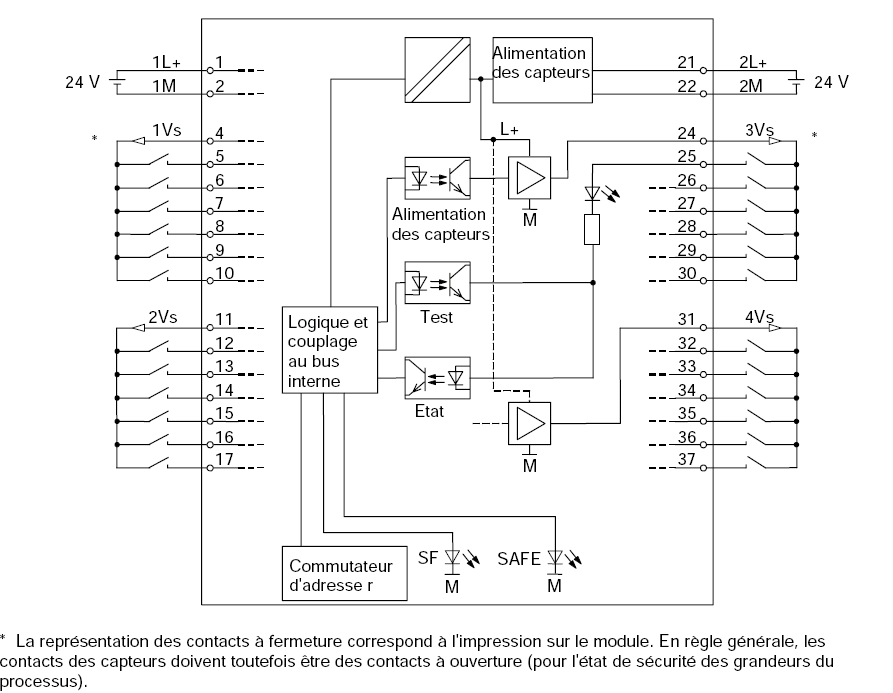 Alimentation
des capteurs
1L+ 1 21 2L+
24 V 24 V
1M 2 22 2M
* 1Vs 4 L+ 24 3Vs *
5 25
6 26
M
7 Alimentation 27
8 des capteurs 28
9 29
10 30
2Vs 11 Logique et Test 31 4Vs
12 couplage 32
13 au bus 33
14 interne 34
15 Etat 35
16 36
17 M 37
SF SAFE
Commutateur M M
d'adresse r
* La représentation des contacts à fermeture correspond à l'impression sur le module. En règle générale, les
contacts des capteurs doivent toutefois être des contacts à ouverture (pour l'état de sécurité des grandeurs du
processus).